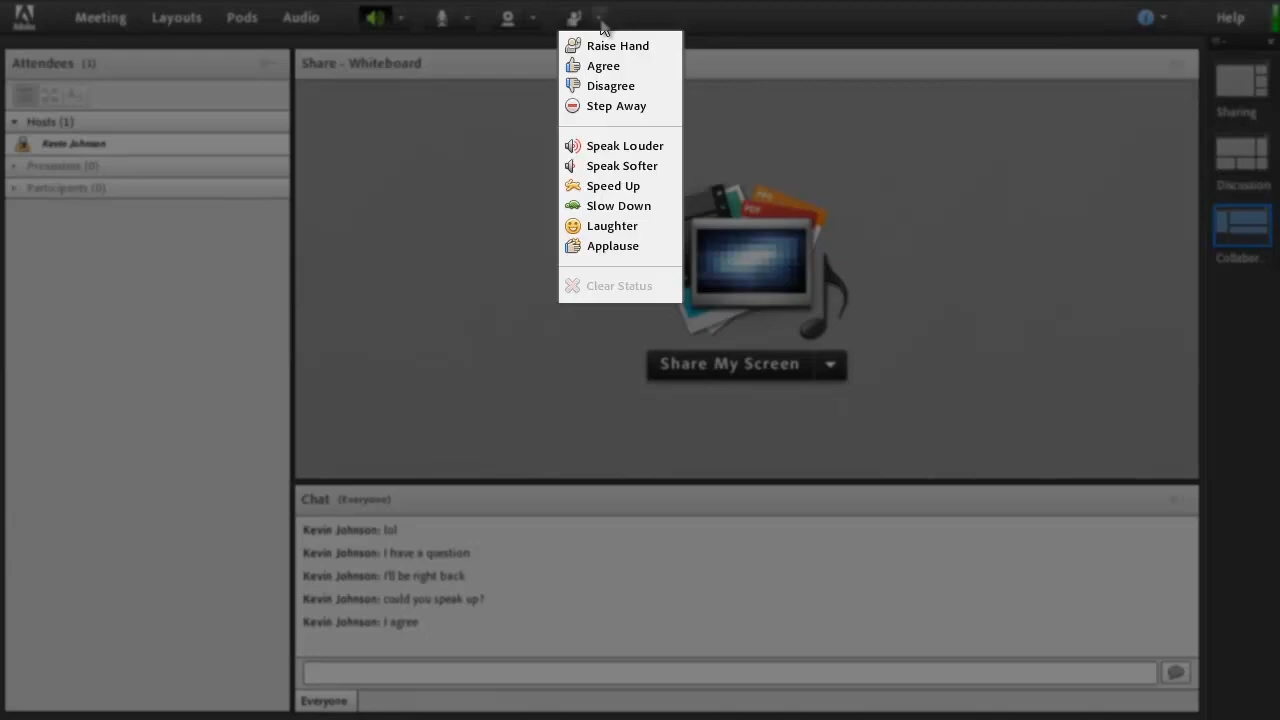 Adobe
Meeting
Layouts
Pods
Audio
Help
Raise Hand
Agree
Disagree
Step Away
Speak Louder
Speak Softer
Speed Up
Slow Down
Laughter
Applause
Clear Status
Attendees (1)
Hosts (1)
Kevin Johnson
Presenters (0)
Participants (0)
Share - Whiteboard
PDF
Share My Screen
Chat (Everyone)
Kevin Johnson: lol
Kevin Johnson: I have a question
Kevin Johnson: I'll be right back
Kevin Johnson: could you speak up?
Kevin Johnson: I agree
Everyone
Sharing
Discussion
Collabor...